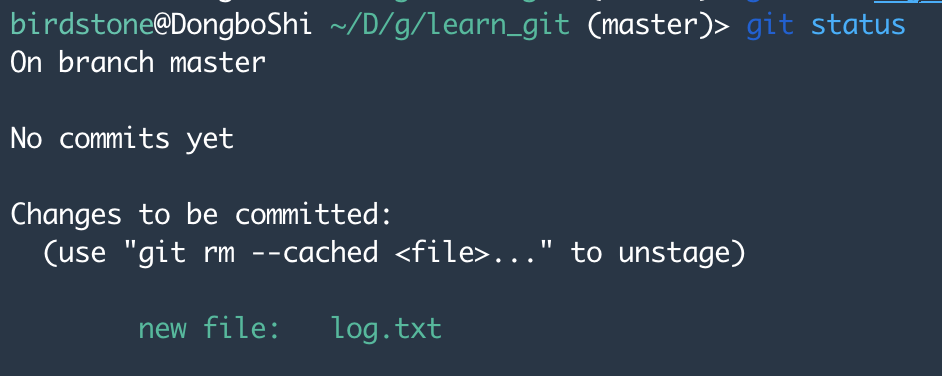 birdstone@DongboShi ~/D/g/learn_git (master)> git status
On branch master
No commits yet
Changes to be committed:
(use "git rm --cached <file>..." to unstage)
new file: log.txt